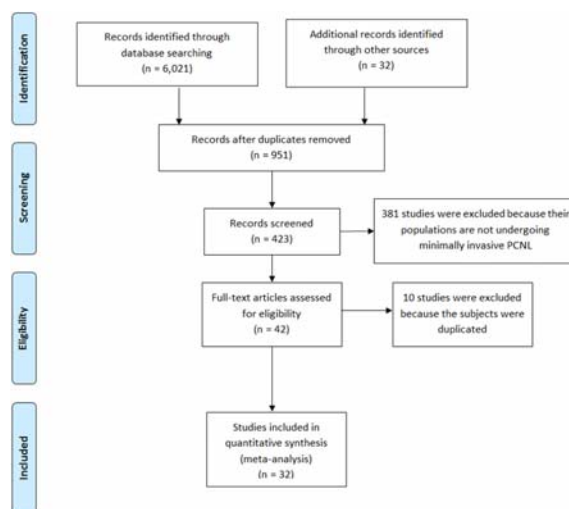 Identification
Records identified through
database searching
(n = 6,021)
Additional records identified
through other sources
(n = 32)
Records after duplicates removed
(n = 951)
Screening
Records screened
(n = 423)
381 studies were excluded because their
populations are not undergoing
minimally invasive PCNL
Eligibility
Full-text articles assessed
for eligibility
(n = 42)
10 studies were excluded
because the subjects were
duplicated
Included
Studies included in
quantitative synthesis
(meta-analysis)
(n = 32)